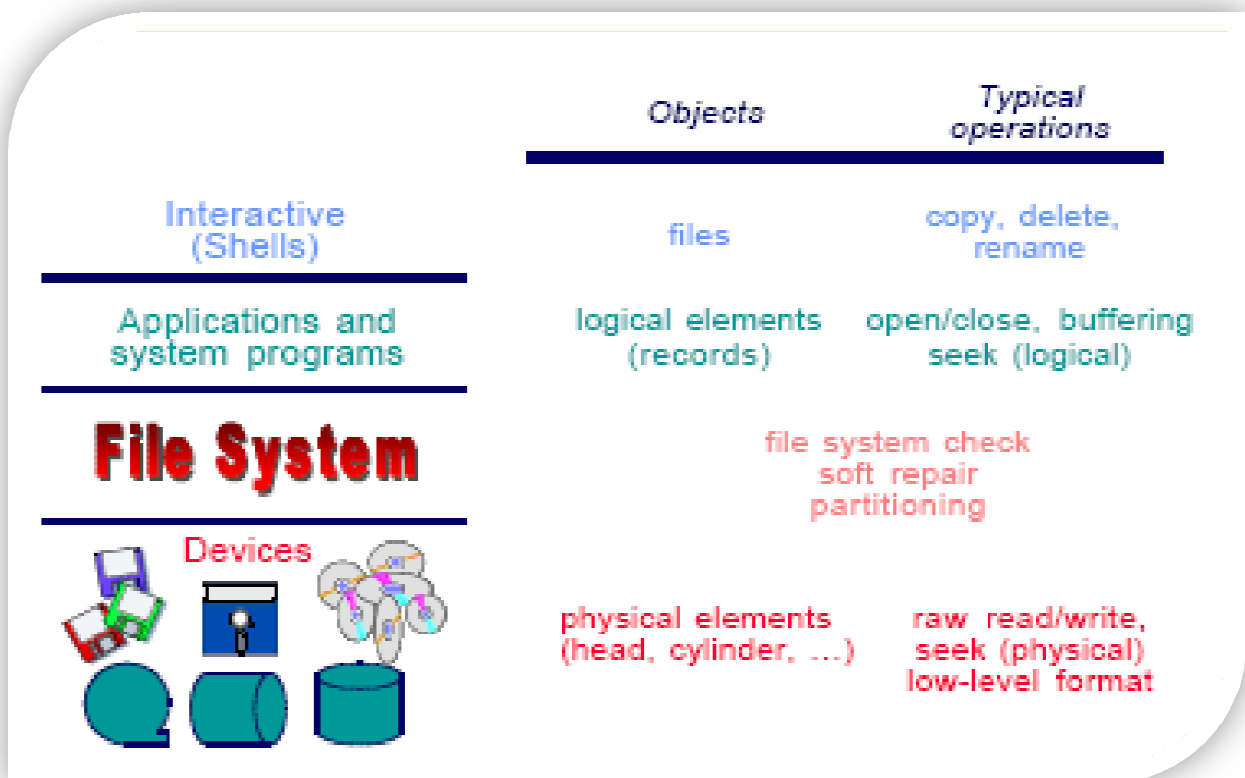 Objects
Typical
operations
Interactive
(Shells)
files
copy, delete,
rename
Applications and
system programs
logical elements
(records)
open/close, buffering
seek (logical)
File System
file system check
soft repair
partitioning
Devices
physical elements
(head, cylinder, ...)
raw read/write,
seek (physical)
low-level format